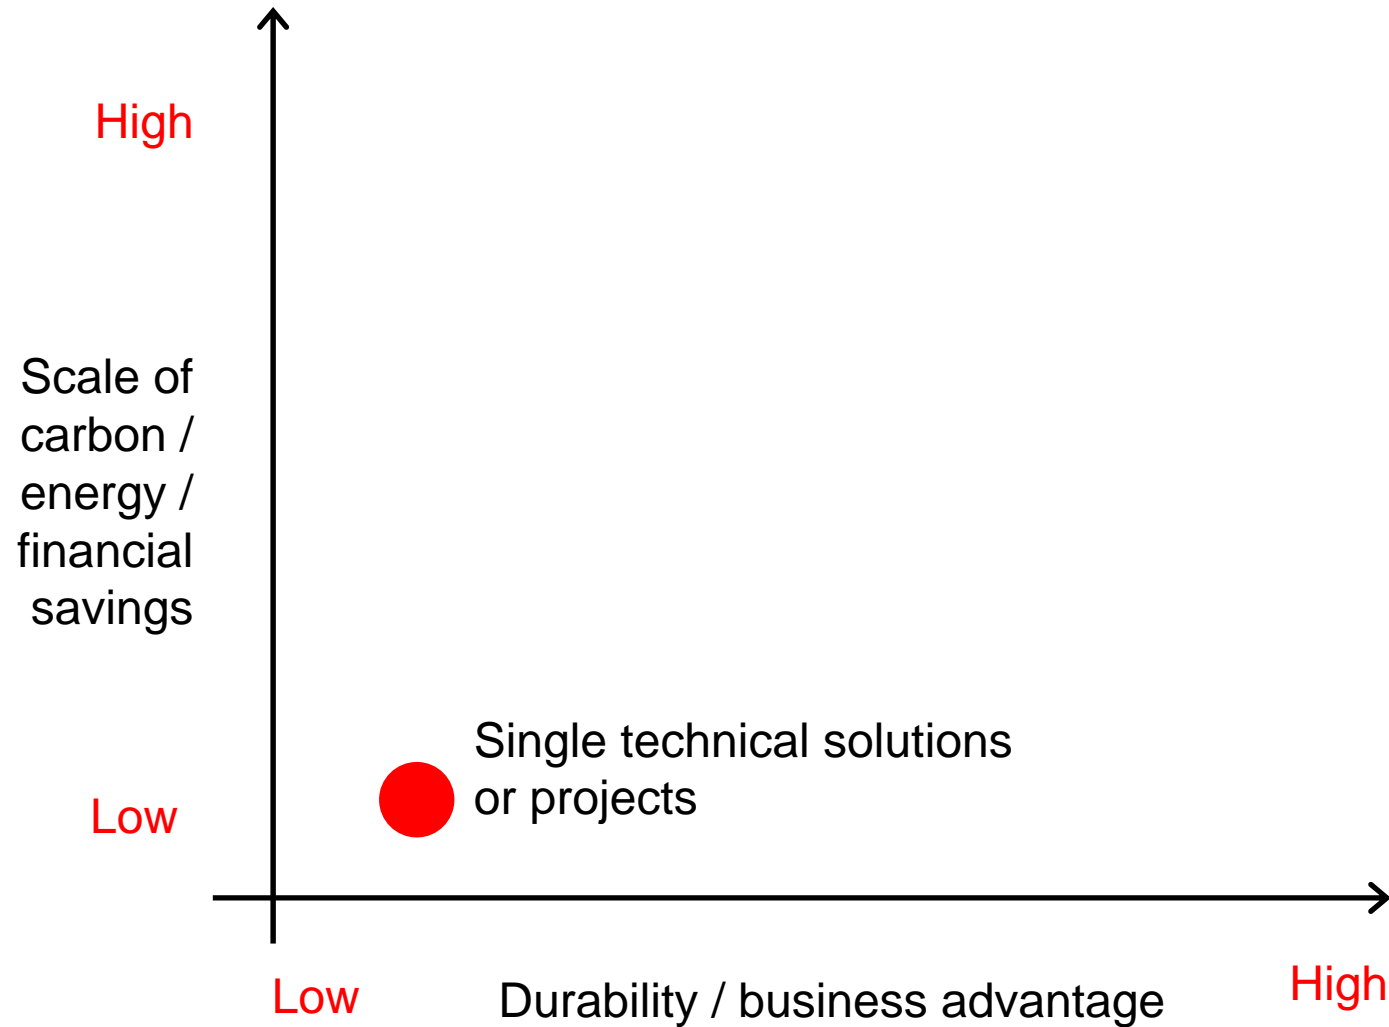 High
Scale of
carbon /
energy /
financial
savings
Single technical solutions
or projects
Low
Low
Durability / business advantage
High